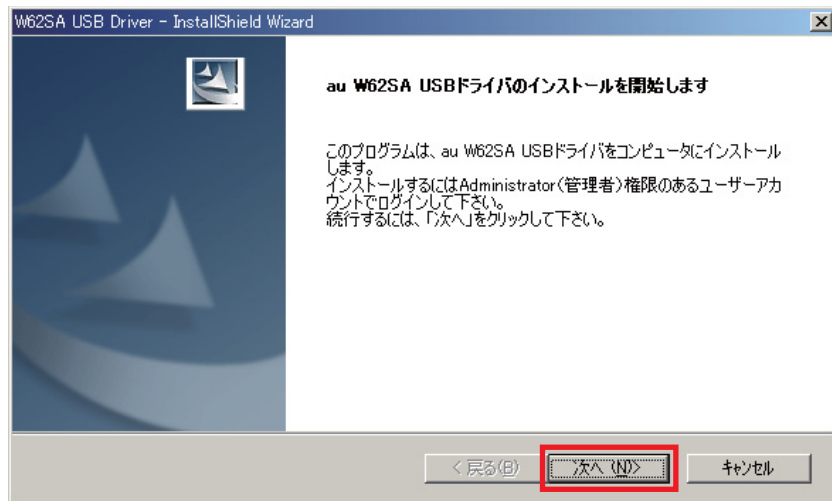 W62SA USB Driver - InstallShield Wizard
au W62SA USBドライバのインストールを開始します
このプログラムは、au W62SA USBドライバをコンピュータにインストール
します。
インストールするにはAdministrator(管理者)権限のあるユーザーアカ
ウントでログインして下さい。
続行するには、「次へ」をクリックして下さい。
< 戻る(B) 次へ (N)> キャンセル